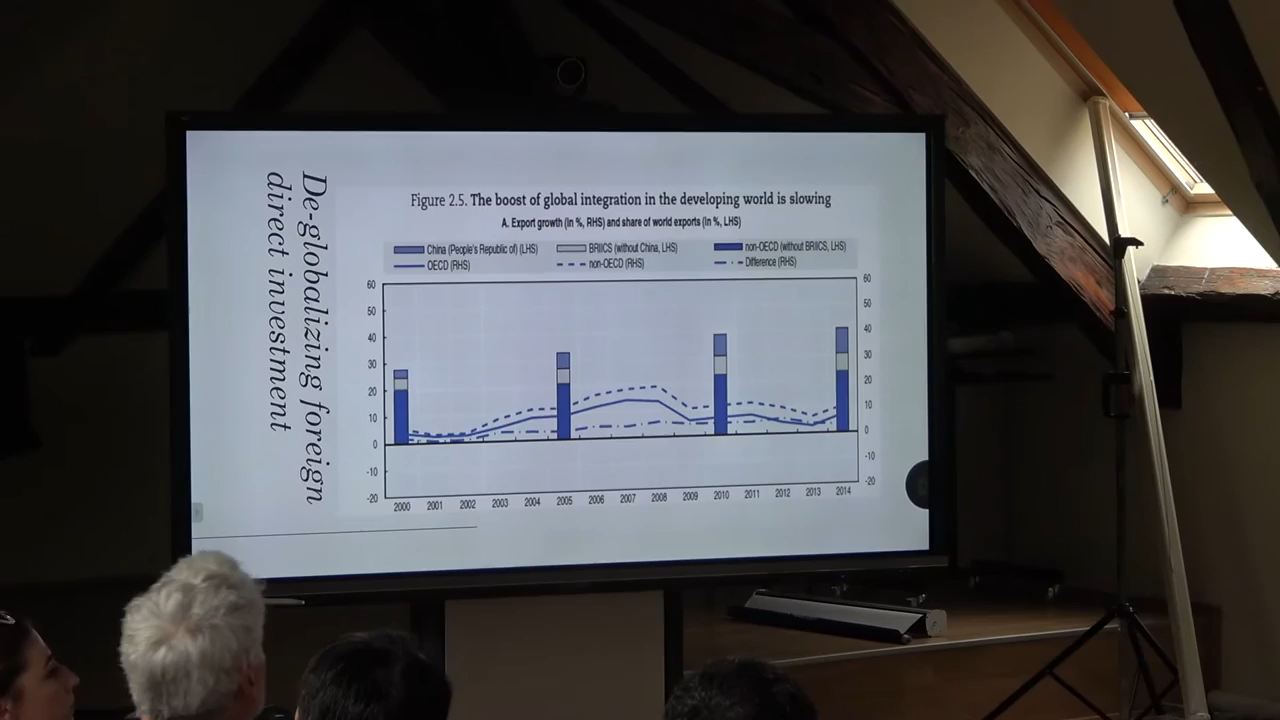 De-globalizing foreign
direct investment
Figure 2.5. The boost of global integration in the developing world is slowing
A. Export growth (in %, RHS) and share of world exports (in %, LHS)
China (People's Republic of) (LHS) BRIICS (without China, LHS) non-OECD (without BRIICS, LHS)
OECD (RHS) non-OECD (RHS) Difference (RHS)
60 60
50 50
40 40
30 30
20 20
10 10
0 0
-10 -10
-20 -20
2000 2001 2002 2003 2004 2005 2006 2007 2008 2009 2010 2011 2012 2013 2014